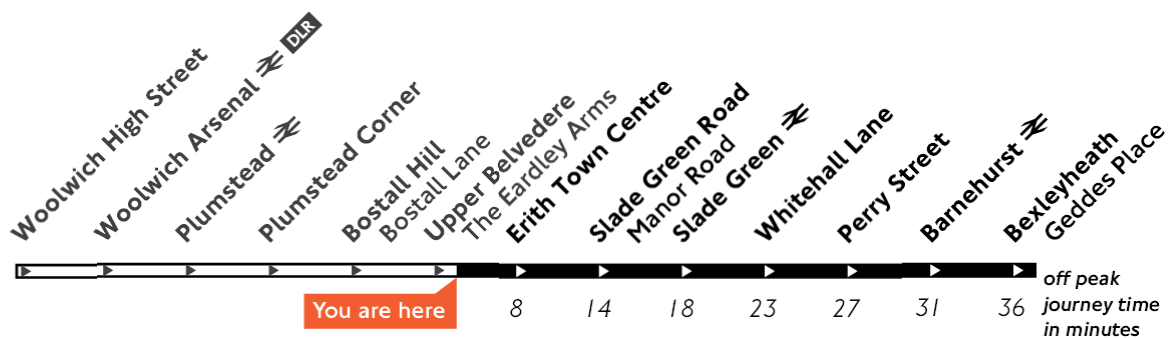 Woolwich High Street
Woolwich Arsenal DLR
Plumstead
Plumstead Corner
Bostall Hill
Bostall Lane
Upper Belvedere
The Eardley Arms
Erith Town Centre
Slade Green Road
Manor Road
Slade Green
Whitehall Lane
Perry Street
Barnehurst
Bexleyheath
Geddes Place
You are here
8 14 18 23 27 31 36
off peak
journey time
in minutes